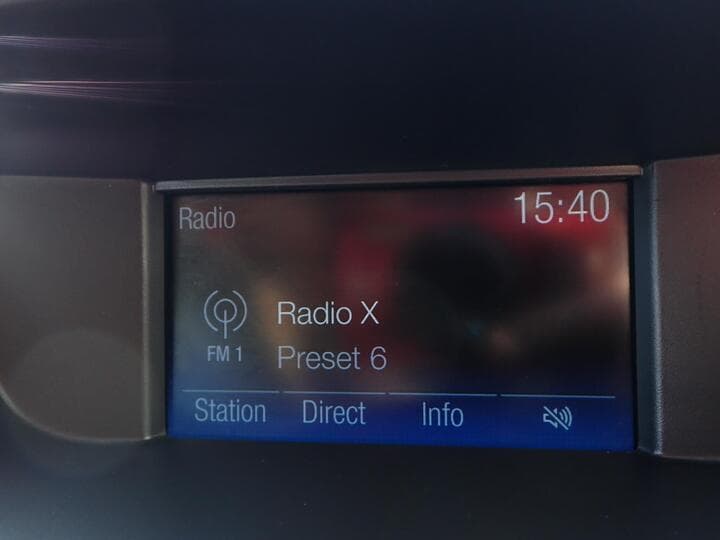 Radio 15:40
Radio X
FM 1 Preset 6
Station Direct Info